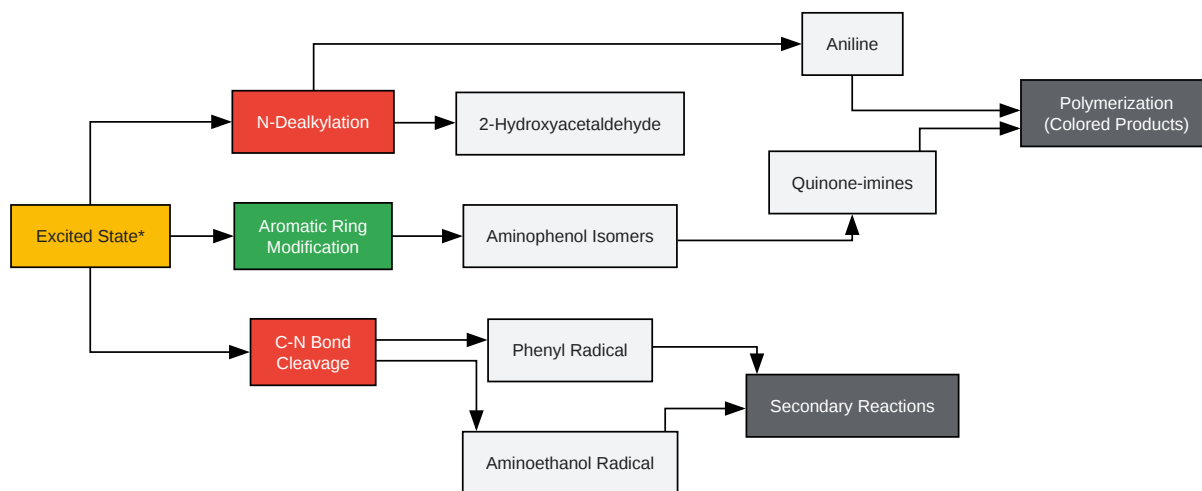 Aniline
Polymerization
(Colored Products)
N-Dealkylation
2-Hydroxyacetaldehyde
Quinone-imines
Excited State*
Aromatic Ring
Modification
Aminophenol Isomers
C-N Bond
Cleavage
Phenyl Radical
Secondary Reactions
Aminoethanol Radical